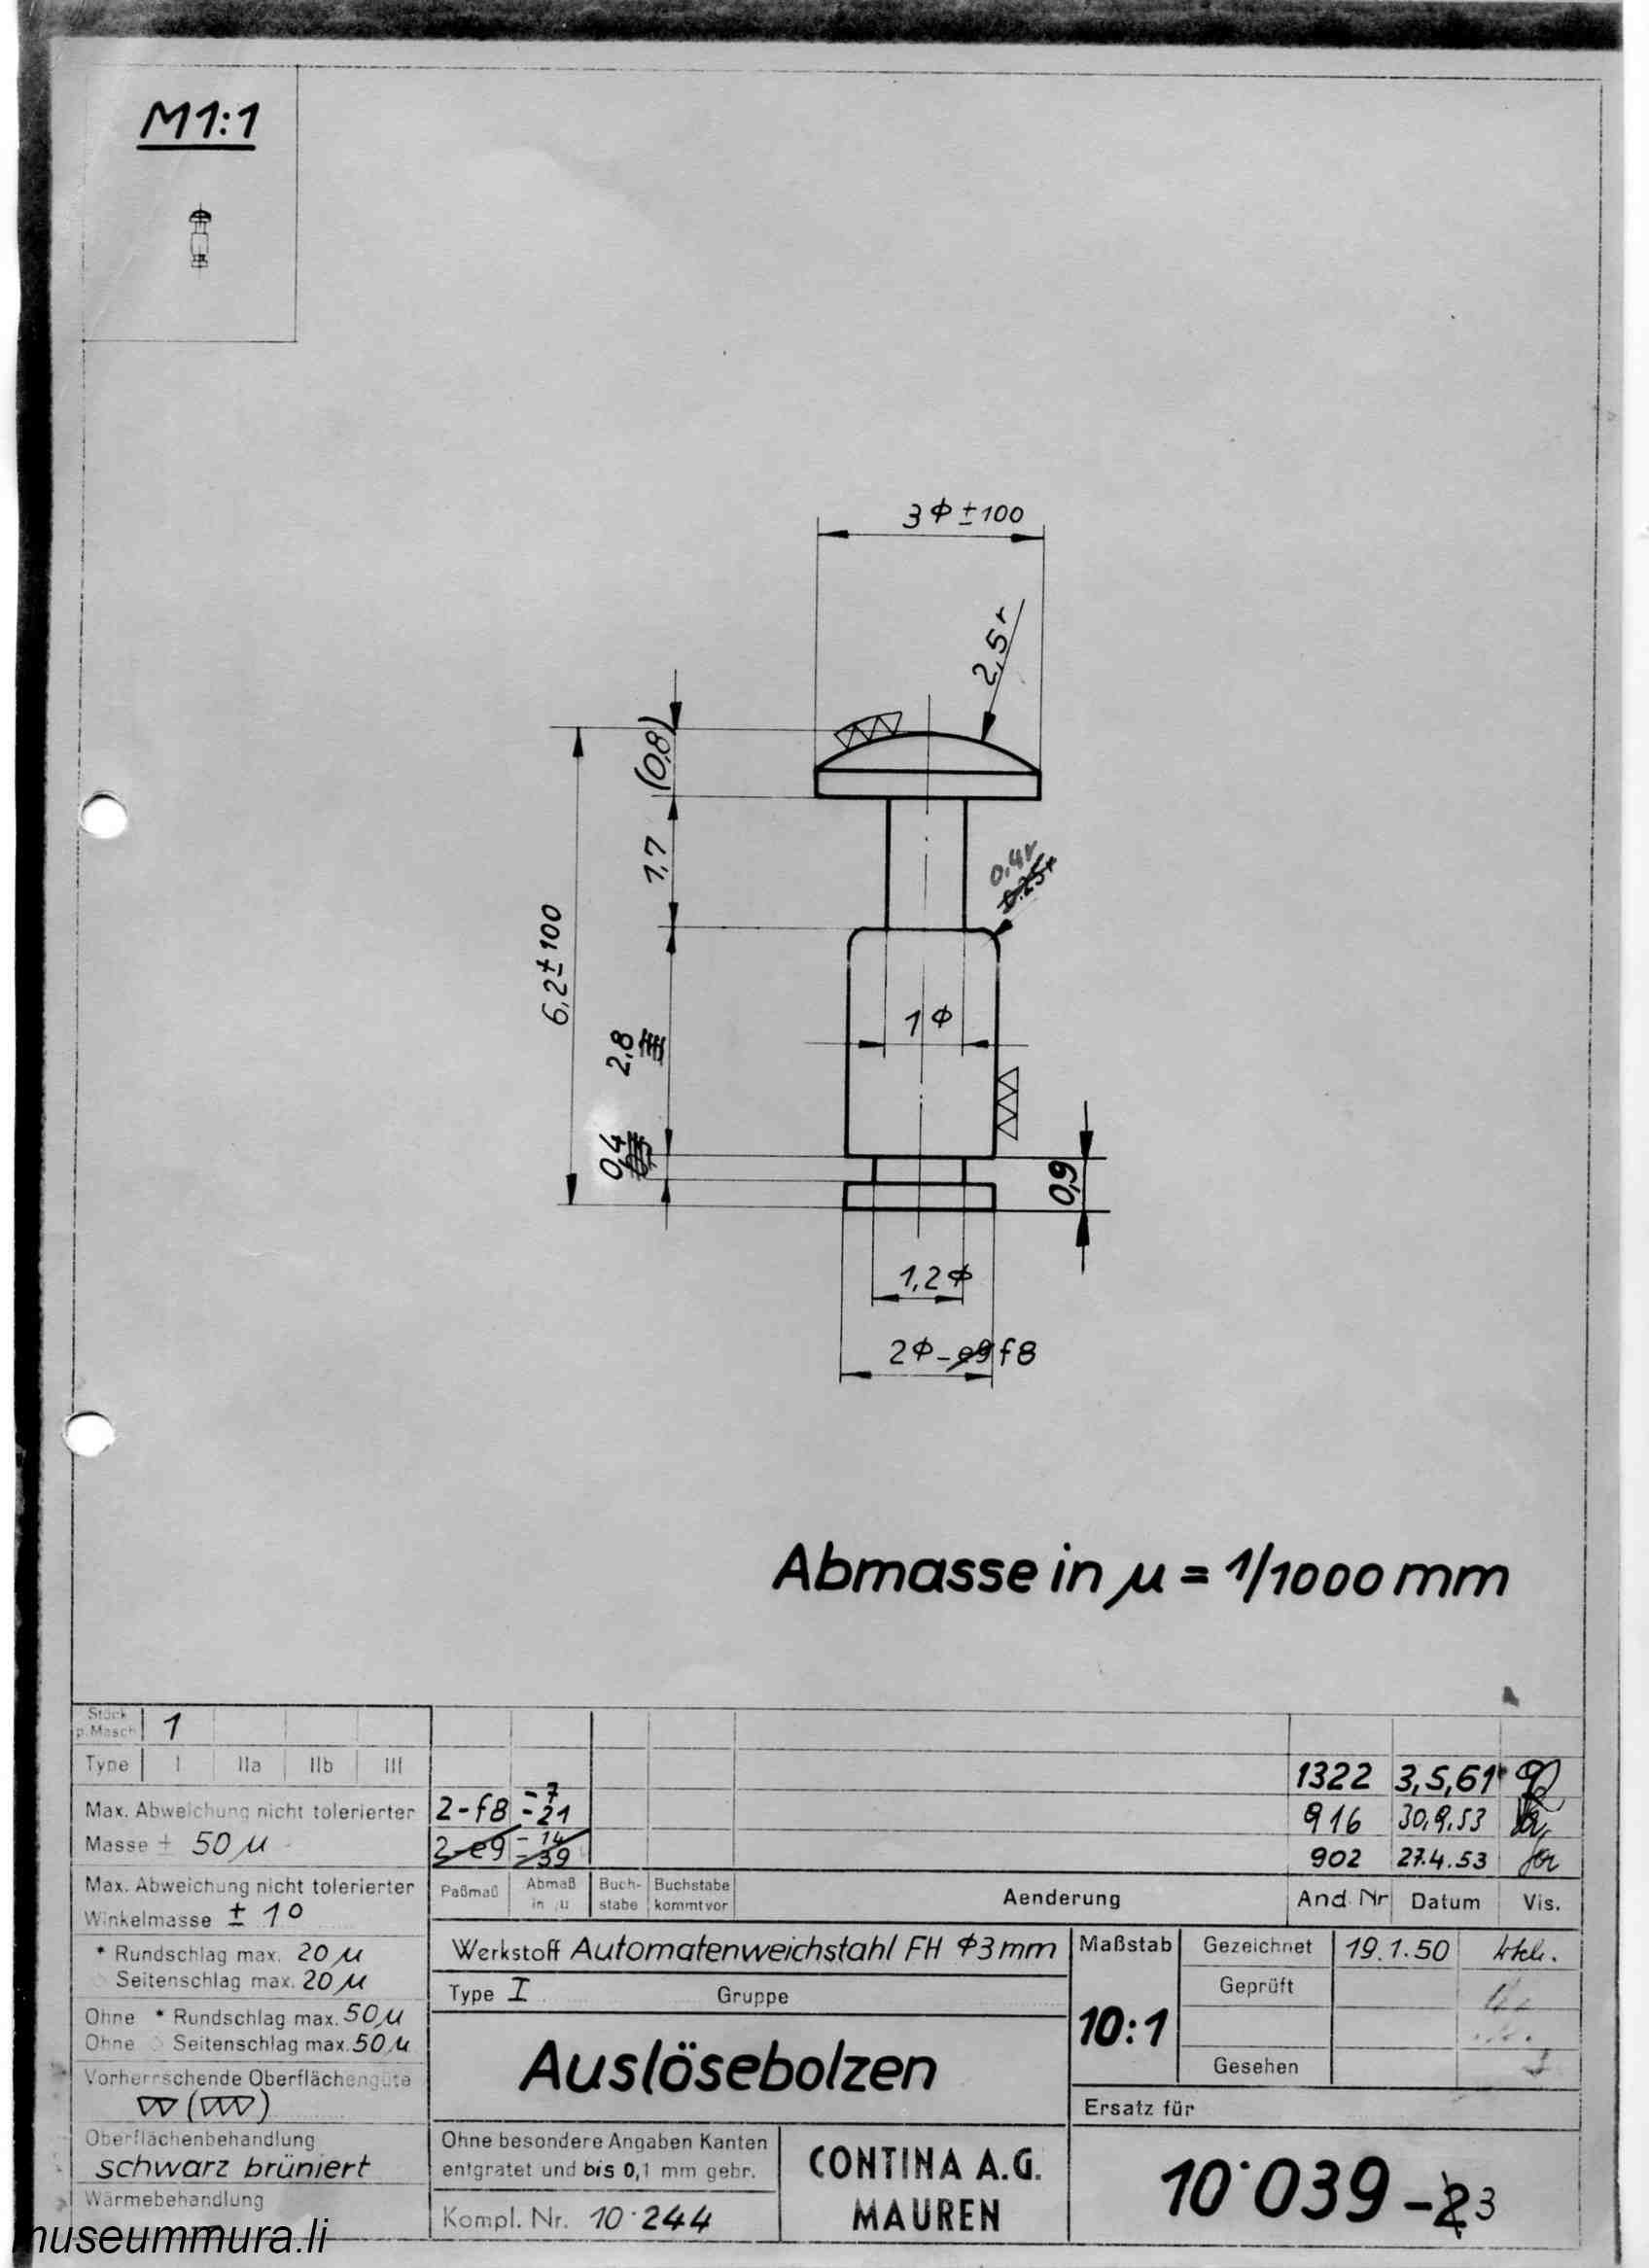 M1:1
3⌀±100
2,5r
(0,8)
1,7
0,4r
0,25r
6,2±100
1⌀
2,8
0,4
0,9
1,2⌀
2⌀-e9 f8
Abmasse in µ = 1/1000 mm
Stück p. Masch 1
Type I IIa IIb III
Max. Abweichung nicht tolerierter
Masse ± 50 µ
Max. Abweichung nicht tolerierter
Winkelmasse ± 1°
* Rundschlag max. 20 µ
Seitenschlag max. 20 µ
Ohne * Rundschlag max. 50 µ
Ohne Seitenschlag max. 50 µ
Vorherrschende Oberflächengüte
▽▽ (▽▽▽)
Oberflächenbehandlung
schwarz brüniert
Wärmebehandlung
1322 3,5,61
2-f8 -7 -21 916 30.9.53
2-e9 -14 -39 902 27.4.53
Paßmaß Abmaß in µ Buch-stabe Buchstabe kommt vor Aenderung And. Nr Datum Vis.
Werkstoff Automatenweichstahl FH ⌀3mm
Type I Gruppe
Auslösebolzen
Ohne besondere Angaben Kanten
entgratet und bis 0,1 mm gebr.
Kompl. Nr. 10·244
CONTINA A.G.
MAUREN
Maßstab
10:1
Gezeichnet 19.1.50
Geprüft
Gesehen
Ersatz für
10·039-2 3
museummura.li